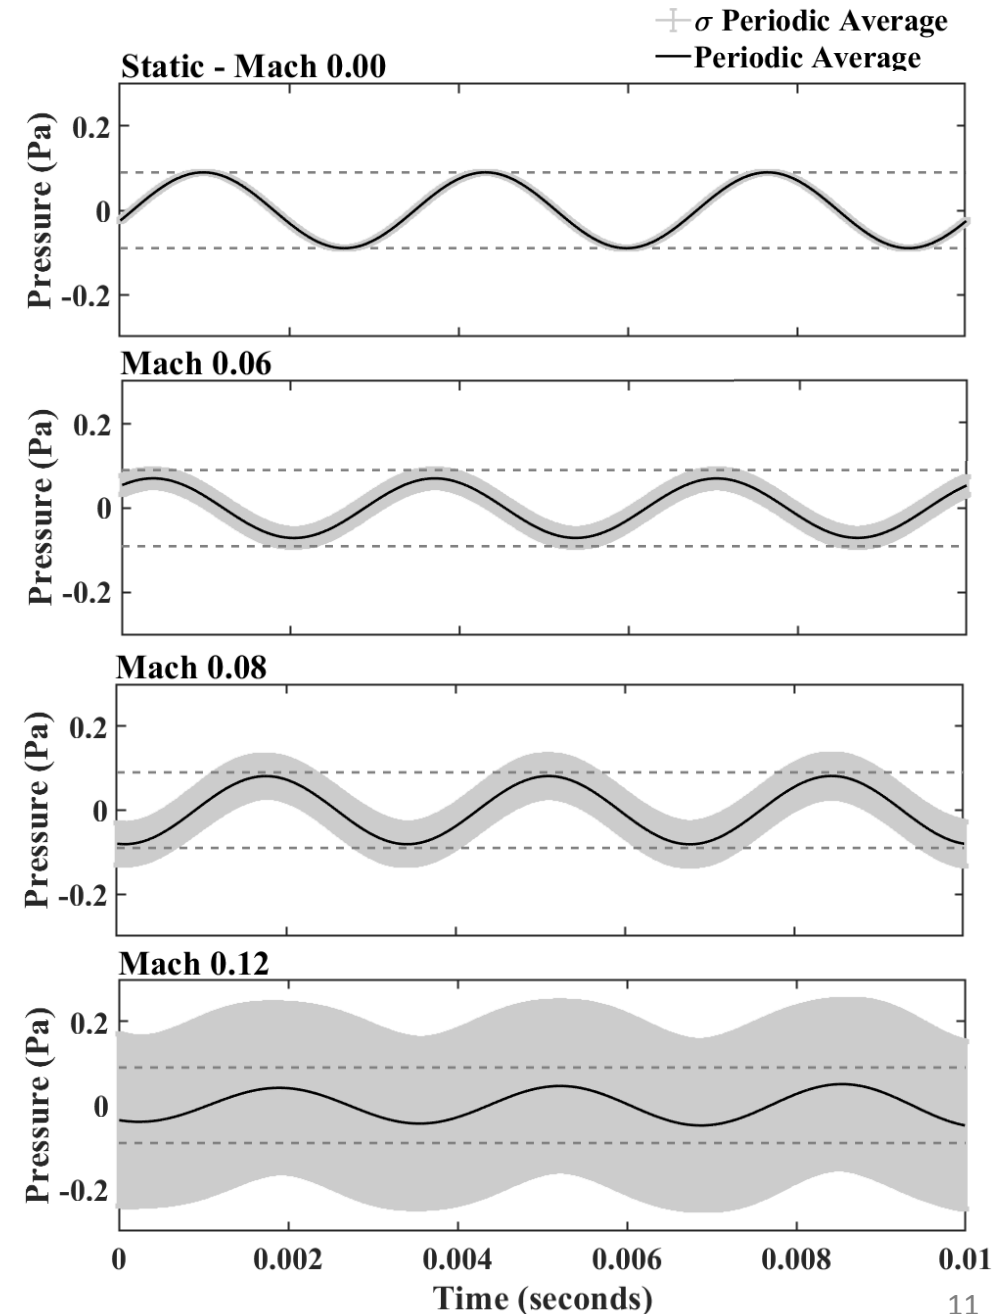 σ Periodic Average
Periodic Average
Static - Mach 0.00
Pressure (Pa)
0.2
0
-0.2
Mach 0.06
Pressure (Pa)
0.2
0
-0.2
Mach 0.08
Pressure (Pa)
0.2
0
-0.2
Mach 0.12
Pressure (Pa)
0.2
0
-0.2
0 0.002 0.004 0.006 0.008 0.01
Time (seconds)
11